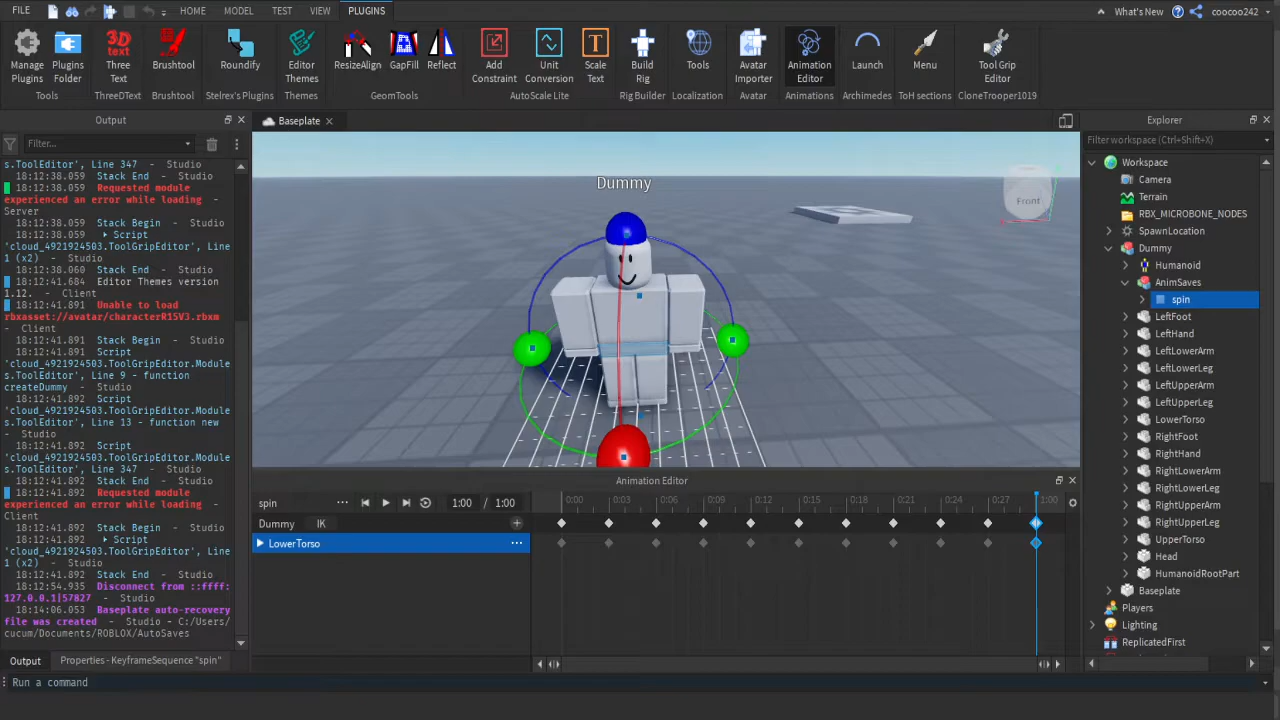 FILE HOME MODEL TEST VIEW PLUGINS What's New coocoo242
Manage Plugins
Plugins Folder
Three Text
Brushtool
Roundify
Editor Themes
ResizeAlign
GapFill
Reflect
Add Constraint
Unit Conversion
Scale Text
Build Rig
Tools
Avatar Importer
Animation Editor
Launch
Menu
Tool Grip Editor
Tools ThreeDText Brushtool Stelrex's Plugins Themes GeomTools AutoScale Lite Rig Builder Localization Avatar Animations Archimedes ToH sections CloneTrooper1019
Output
Filter...
s.ToolEditor', Line 347 - Studio
18:12:38.059 Stack End - Studio
18:12:38.059 Requested module
experienced an error while loading -
Server
18:12:38.059 Stack Begin - Studio
18:12:38.059 Script
'cloud_4921924503.ToolGripEditor', Line
1 (x2) - Studio
18:12:38.060 Stack End - Studio
18:12:41.684 Editor Themes version
1.12. - Client
18:12:41.891 Unable to load
rbxasset://avatar/characterR15V3.rbxm
- Client
18:12:41.891 Stack Begin - Studio
18:12:41.891 Script
'cloud_4921924503.ToolGripEditor.Module
s.ToolEditor', Line 9 - function
createDummy - Studio
18:12:41.892 Script
'cloud_4921924503.ToolGripEditor.Module
s.ToolEditor', Line 13 - function new
- Studio
18:12:41.892 Script
'cloud_4921924503.ToolGripEditor.Module
s.ToolEditor', Line 347 - Studio
18:12:41.892 Stack End - Studio
18:12:41.892 Requested module
experienced an error while loading -
Client
18:12:41.892 Stack Begin - Studio
18:12:41.892 Script
'cloud_4921924503.ToolGripEditor', Line
1 (x2) - Studio
18:12:41.892 Stack End - Studio
18:12:54.935 Disconnect from ::ffff:
127.0.0.1|57827 - Studio
18:14:06.053 Baseplate auto-recovery
file was created - Studio - C:/Users/
cucum/Documents/ROBLOX/AutoSaves
Output Properties - KeyframeSequence "spin"
Run a command
Baseplate
Dummy
Front
Animation Editor
spin 1:00 / 1:00 0:00 0:03 0:06 0:09 0:12 0:15 0:18 0:21 0:24 0:27 1:00
Dummy IK
LowerTorso
Explorer
Filter workspace (Ctrl+Shift+X)
Workspace
Camera
Terrain
RBX_MICROBONE_NODES
SpawnLocation
Dummy
Humanoid
AnimSaves
spin
LeftFoot
LeftHand
LeftLowerArm
LeftLowerLeg
LeftUpperArm
LeftUpperLeg
LowerTorso
RightFoot
RightHand
RightLowerArm
RightLowerLeg
RightUpperArm
RightUpperLeg
UpperTorso
Head
HumanoidRootPart
Baseplate
Players
Lighting
ReplicatedFirst